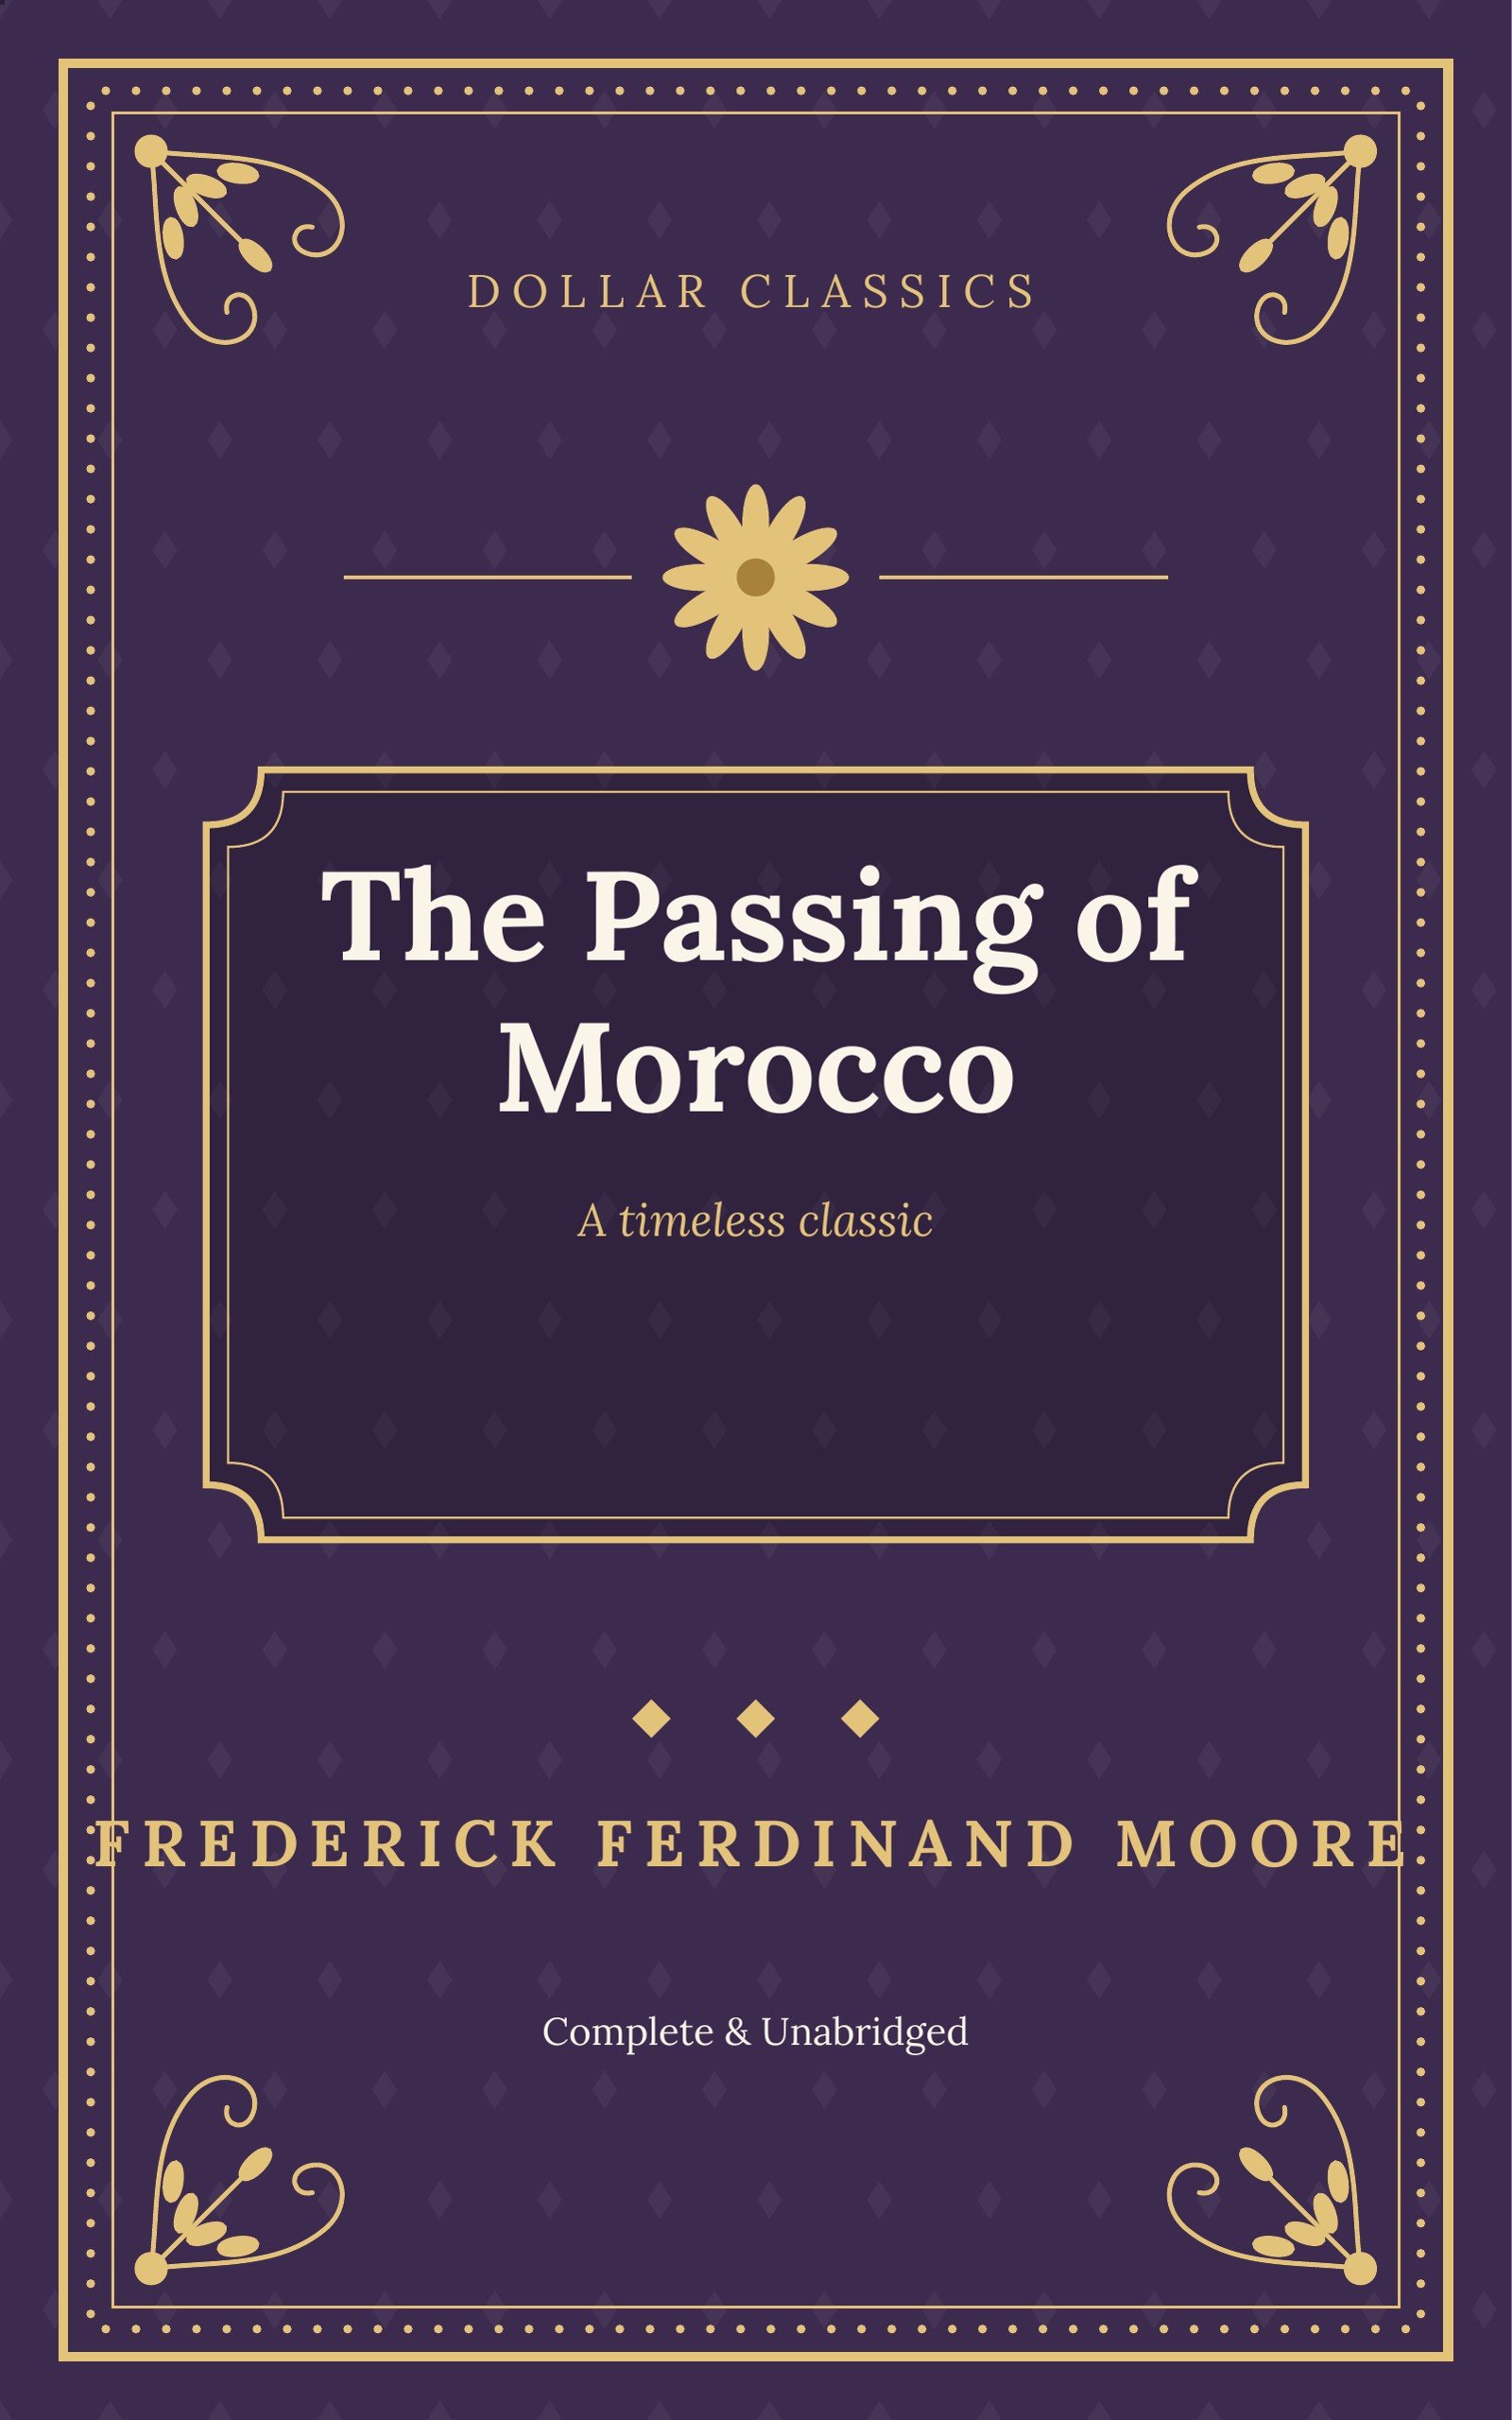 DOLLAR CLASSICS
The Passing of
Morocco
A timeless classic
FREDERICK FERDINAND MOORE
Complete & Unabridged